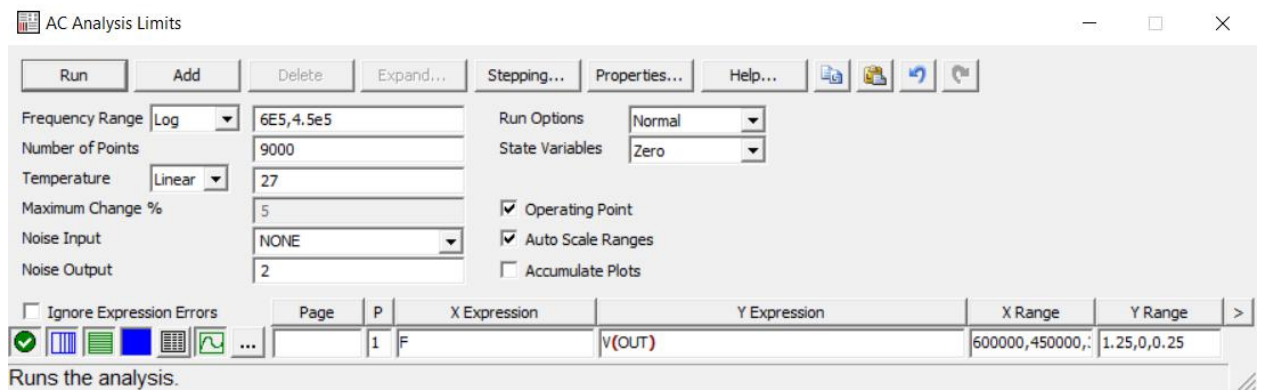 AC Analysis Limits
Run Add Delete Expand... Stepping... Properties... Help...
Frequency Range Log 6E5,4.5e5 Run Options Normal
Number of Points 9000 State Variables Zero
Temperature Linear 27
Maximum Change % 5 Operating Point
Noise Input NONE Auto Scale Ranges
Noise Output 2 Accumulate Plots
Ignore Expression Errors Page P X Expression Y Expression X Range Y Range >
... 1 F V(OUT) 600000,450000, 1.25,0,0.25
Runs the analysis.